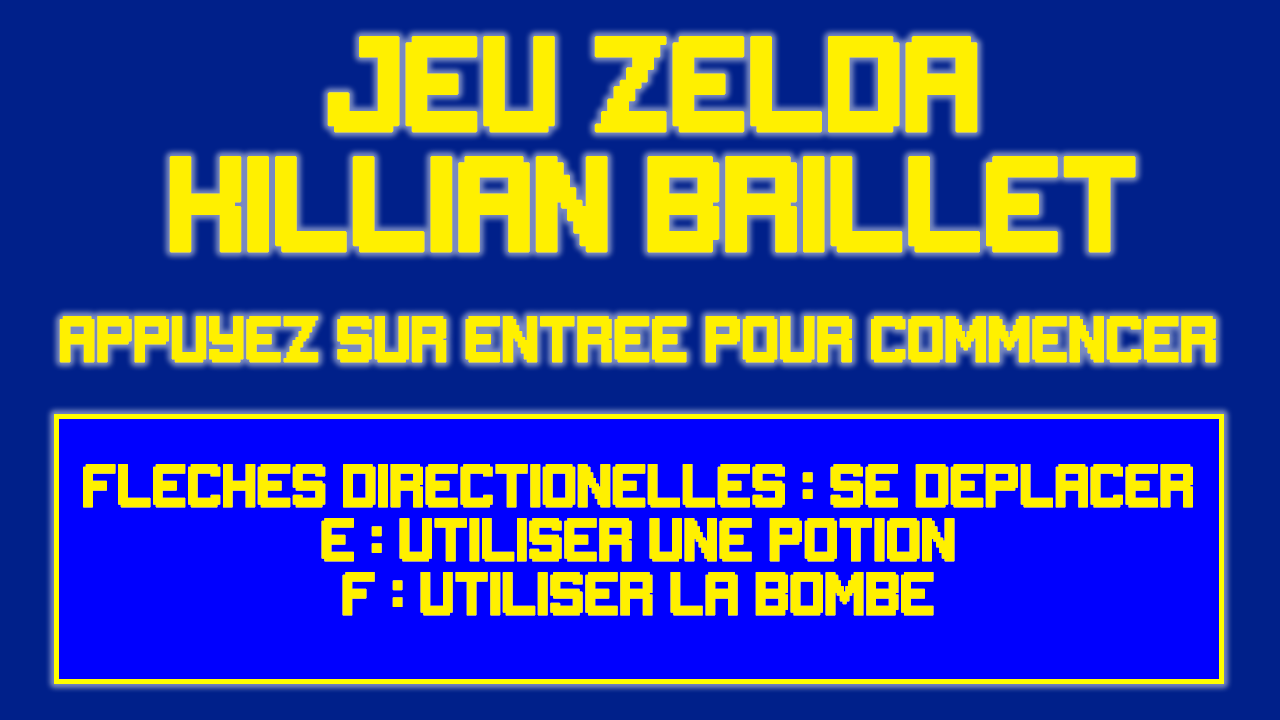 JEU ZELDA
KILLIAN BRILLET
APPUYEZ SUR ENTREE POUR COMMENCER
FLECHES DIRECTIONELLES : SE DEPLACER
E : UTILISER UNE POTION
F : UTILISER LA BOMBE